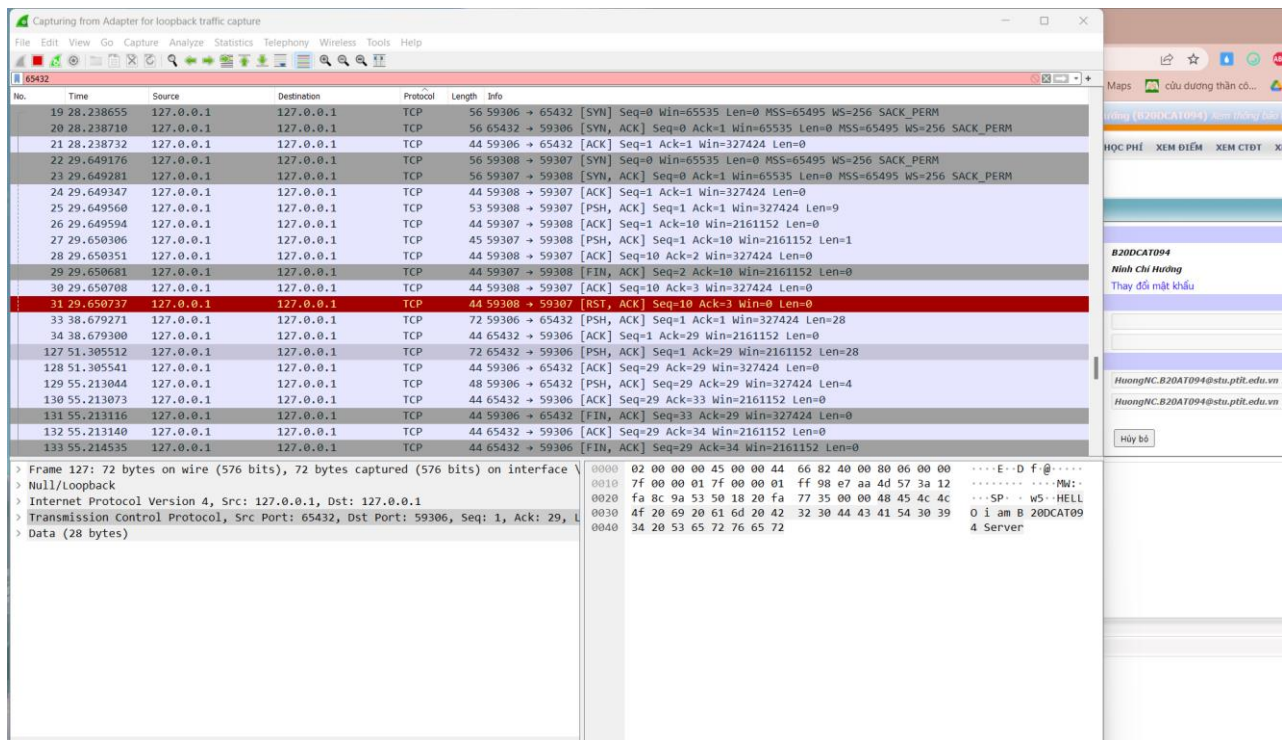 Capturing from Adapter for loopback traffic capture
File Edit View Go Capture Analyze Statistics Telephony Wireless Tools Help
65432
No. Time Source Destination Protocol Length Info
19 28.238655 127.0.0.1 127.0.0.1 TCP 56 59306 → 65432 [SYN] Seq=0 Win=65535 Len=0 MSS=65495 WS=256 SACK_PERM
20 28.238710 127.0.0.1 127.0.0.1 TCP 56 65432 → 59306 [SYN, ACK] Seq=0 Ack=1 Win=65535 Len=0 MSS=65495 WS=256 SACK_PERM
21 28.238732 127.0.0.1 127.0.0.1 TCP 44 59306 → 65432 [ACK] Seq=1 Ack=1 Win=327424 Len=0
22 29.649176 127.0.0.1 127.0.0.1 TCP 56 59308 → 59307 [SYN] Seq=0 Win=65535 Len=0 MSS=65495 WS=256 SACK_PERM
23 29.649281 127.0.0.1 127.0.0.1 TCP 56 59307 → 59308 [SYN, ACK] Seq=0 Ack=1 Win=65535 Len=0 MSS=65495 WS=256 SACK_PERM
24 29.649347 127.0.0.1 127.0.0.1 TCP 44 59308 → 59307 [ACK] Seq=1 Ack=1 Win=327424 Len=0
25 29.649560 127.0.0.1 127.0.0.1 TCP 53 59308 → 59307 [PSH, ACK] Seq=1 Ack=1 Win=327424 Len=9
26 29.649594 127.0.0.1 127.0.0.1 TCP 44 59307 → 59308 [ACK] Seq=1 Ack=10 Win=2161152 Len=0
27 29.650306 127.0.0.1 127.0.0.1 TCP 45 59307 → 59308 [PSH, ACK] Seq=1 Ack=10 Win=2161152 Len=1
28 29.650351 127.0.0.1 127.0.0.1 TCP 44 59308 → 59307 [ACK] Seq=10 Ack=2 Win=327424 Len=0
29 29.650681 127.0.0.1 127.0.0.1 TCP 44 59307 → 59308 [FIN, ACK] Seq=2 Ack=10 Win=2161152 Len=0
30 29.650708 127.0.0.1 127.0.0.1 TCP 44 59308 → 59307 [ACK] Seq=10 Ack=3 Win=327424 Len=0
31 29.650737 127.0.0.1 127.0.0.1 TCP 44 59308 → 59307 [RST, ACK] Seq=10 Ack=3 Win=0 Len=0
33 38.679271 127.0.0.1 127.0.0.1 TCP 72 59306 → 65432 [PSH, ACK] Seq=1 Ack=1 Win=327424 Len=28
34 38.679300 127.0.0.1 127.0.0.1 TCP 44 65432 → 59306 [ACK] Seq=1 Ack=29 Win=2161152 Len=0
127 51.305512 127.0.0.1 127.0.0.1 TCP 72 65432 → 59306 [PSH, ACK] Seq=1 Ack=29 Win=2161152 Len=28
128 51.305541 127.0.0.1 127.0.0.1 TCP 44 59306 → 65432 [ACK] Seq=29 Ack=29 Win=327424 Len=0
129 55.213044 127.0.0.1 127.0.0.1 TCP 48 59306 → 65432 [PSH, ACK] Seq=29 Ack=29 Win=327424 Len=4
130 55.213073 127.0.0.1 127.0.0.1 TCP 44 65432 → 59306 [ACK] Seq=29 Ack=33 Win=2161152 Len=0
131 55.213116 127.0.0.1 127.0.0.1 TCP 44 59306 → 65432 [FIN, ACK] Seq=33 Ack=29 Win=327424 Len=0
132 55.213140 127.0.0.1 127.0.0.1 TCP 44 65432 → 59306 [ACK] Seq=29 Ack=34 Win=2161152 Len=0
133 55.214535 127.0.0.1 127.0.0.1 TCP 44 65432 → 59306 [FIN, ACK] Seq=29 Ack=34 Win=2161152 Len=0
> Frame 127: 72 bytes on wire (576 bits), 72 bytes captured (576 bits) on interface \
> Null/Loopback
> Internet Protocol Version 4, Src: 127.0.0.1, Dst: 127.0.0.1
> Transmission Control Protocol, Src Port: 65432, Dst Port: 59306, Seq: 1, Ack: 29, L
> Data (28 bytes)
0000 02 00 00 00 45 00 00 44 66 82 40 00 80 06 00 00 ····E··D f·@·····
0010 7f 00 00 01 7f 00 00 01 ff 98 e7 aa 4d 57 3a 12 ········ ····MW:·
0020 fa 8c 9a 53 50 18 20 fa 77 35 00 00 48 45 4c 4c ···SP· · w5··HELL
0030 4f 20 69 20 61 6d 20 42 32 30 44 43 41 54 30 39 O i am B 20DCAT09
0040 34 20 53 65 72 76 65 72 4 Server
Maps cửu dương thần cô...
(B20DCAT094) Xem thông báo
HỌC PHÍ XEM ĐIỂM XEM CTĐT
B20DCAT094
Ninh Chí Hướng
Thay đổi mật khẩu
HuongNC.B20AT094@stu.ptit.edu.vn
HuongNC.B20AT094@stu.ptit.edu.vn
Hủy bỏ